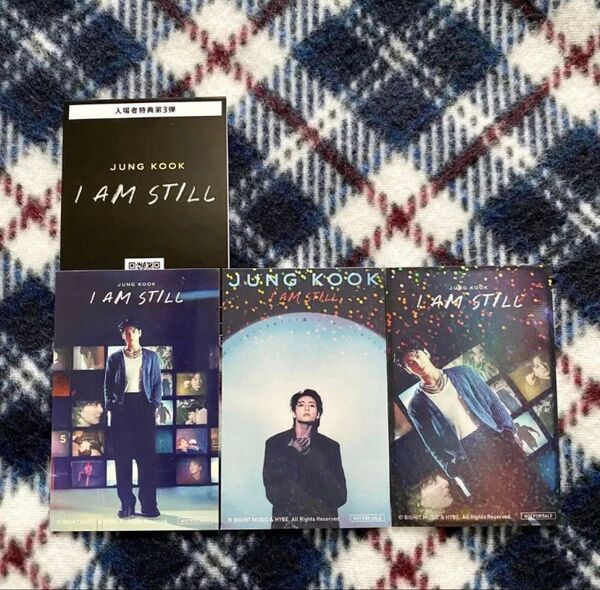 入場者特典第3弾
JUNG KOOK
I AM STILL
JUNG KOOK
I AM STILL
5
© BIGHIT MUSIC & HYBE. All Rights Reserved.
NOT FOR SALE
JUNG KOOK
I AM STILL
© BIGHIT MUSIC & HYBE. All Rights Reserved.
NOT FOR SALE
JUNG KOOK
I AM STILL
© BIGHIT MUSIC & HYBE. All Rights Reserved.
NOT FOR SALE